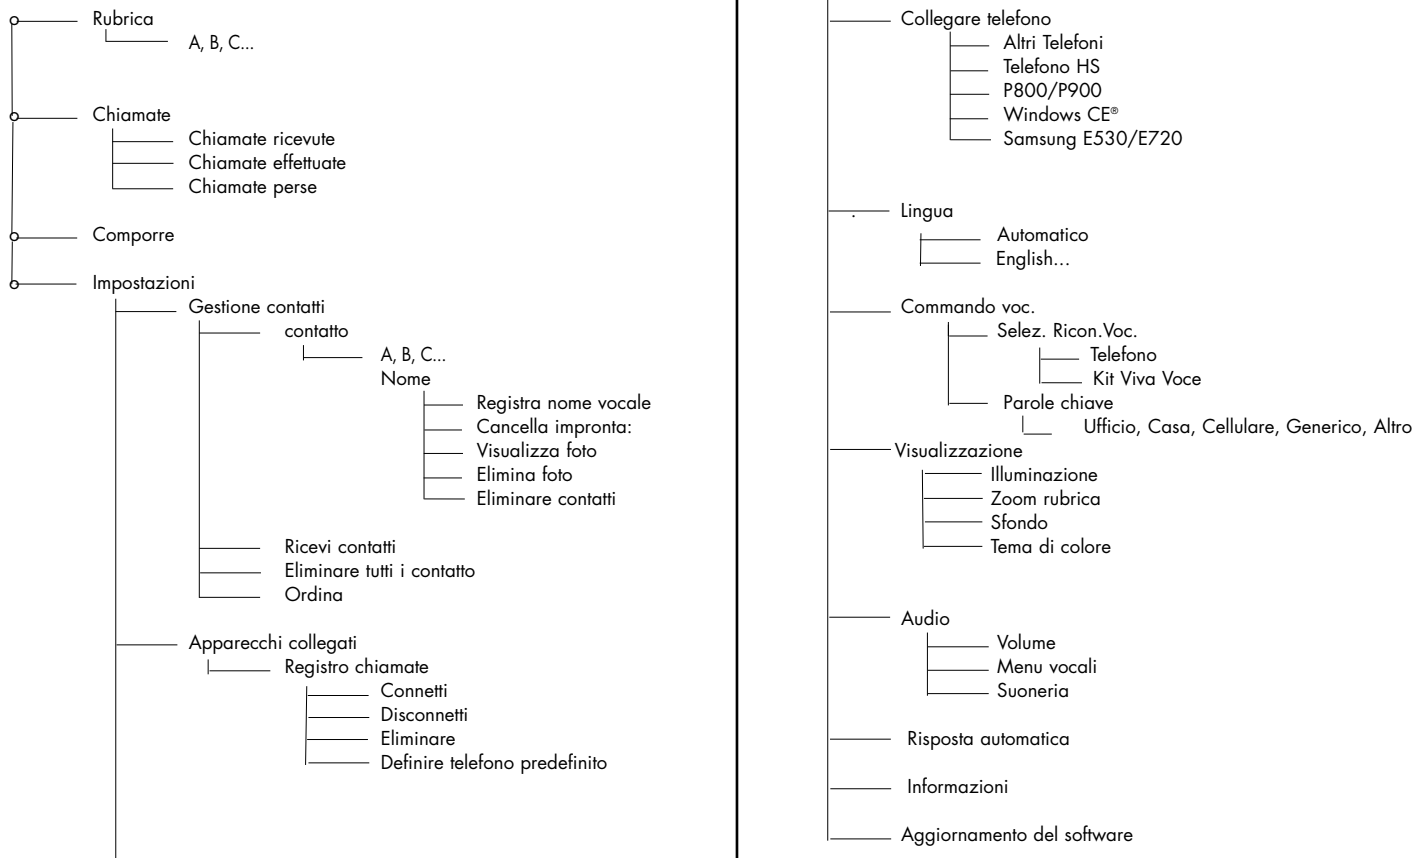 Rubrica
A, B, C...
Chiamate
Chiamate ricevute
Chiamate effettuate
Chiamate perse
Comporre
Impostazioni
Gestione contatti
contatto
A, B, C...
Nome
Registra nome vocale
Cancella impronta:
Visualizza foto
Elimina foto
Eliminare contatti
Ricevi contatti
Eliminare tutti i contatto
Ordina
Apparecchi collegati
Registro chiamate
Connetti
Disconnetti
Eliminare
Definire telefono predefinito
Collegare telefono
Altri Telefoni
Telefono HS
P800/P900
Windows CE®
Samsung E530/E720
Lingua
Automatico
English...
Commando voc.
Selez. Ricon.Voc.
Telefono
Kit Viva Voce
Parole chiave
Ufficio, Casa, Cellulare, Generico, Altro
Visualizzazione
Illuminazione
Zoom rubrica
Sfondo
Tema di colore
Audio
Volume
Menu vocali
Suoneria
Risposta automatica
Informazioni
Aggiornamento del software